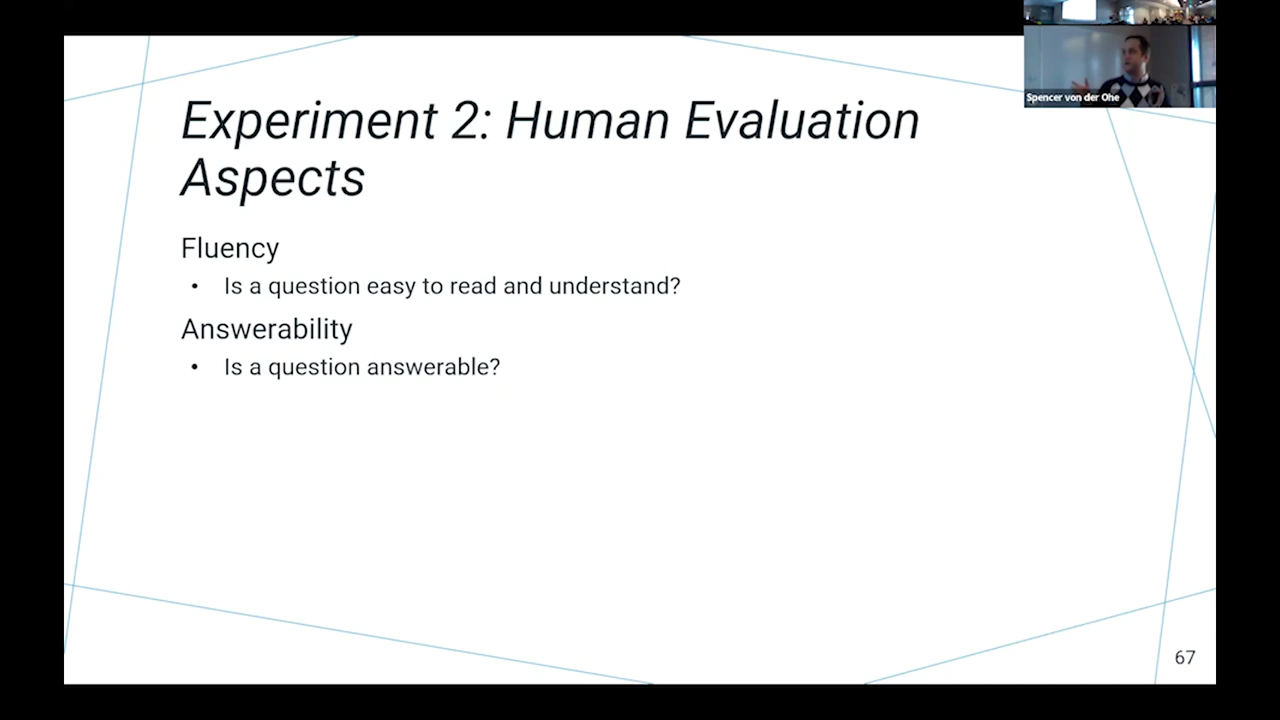 Spencer von der Ohe
Experiment 2: Human Evaluation
Aspects
Fluency
• Is a question easy to read and understand?
Answerability
• Is a question answerable?
67